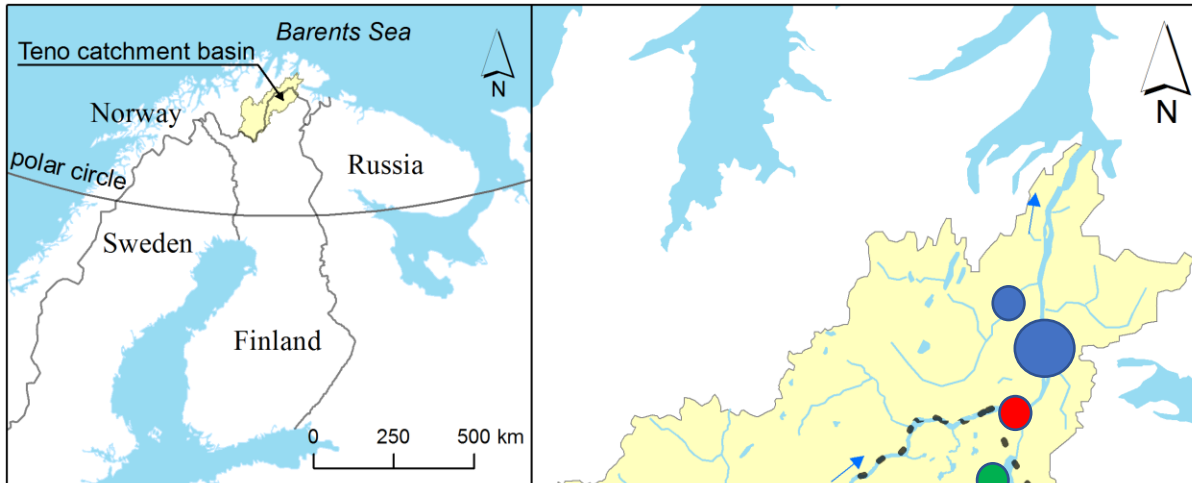 Barents Sea
Teno catchment basin
N
Norway
polar circle
Russia
Sweden
Finland
0 250 500 km
N